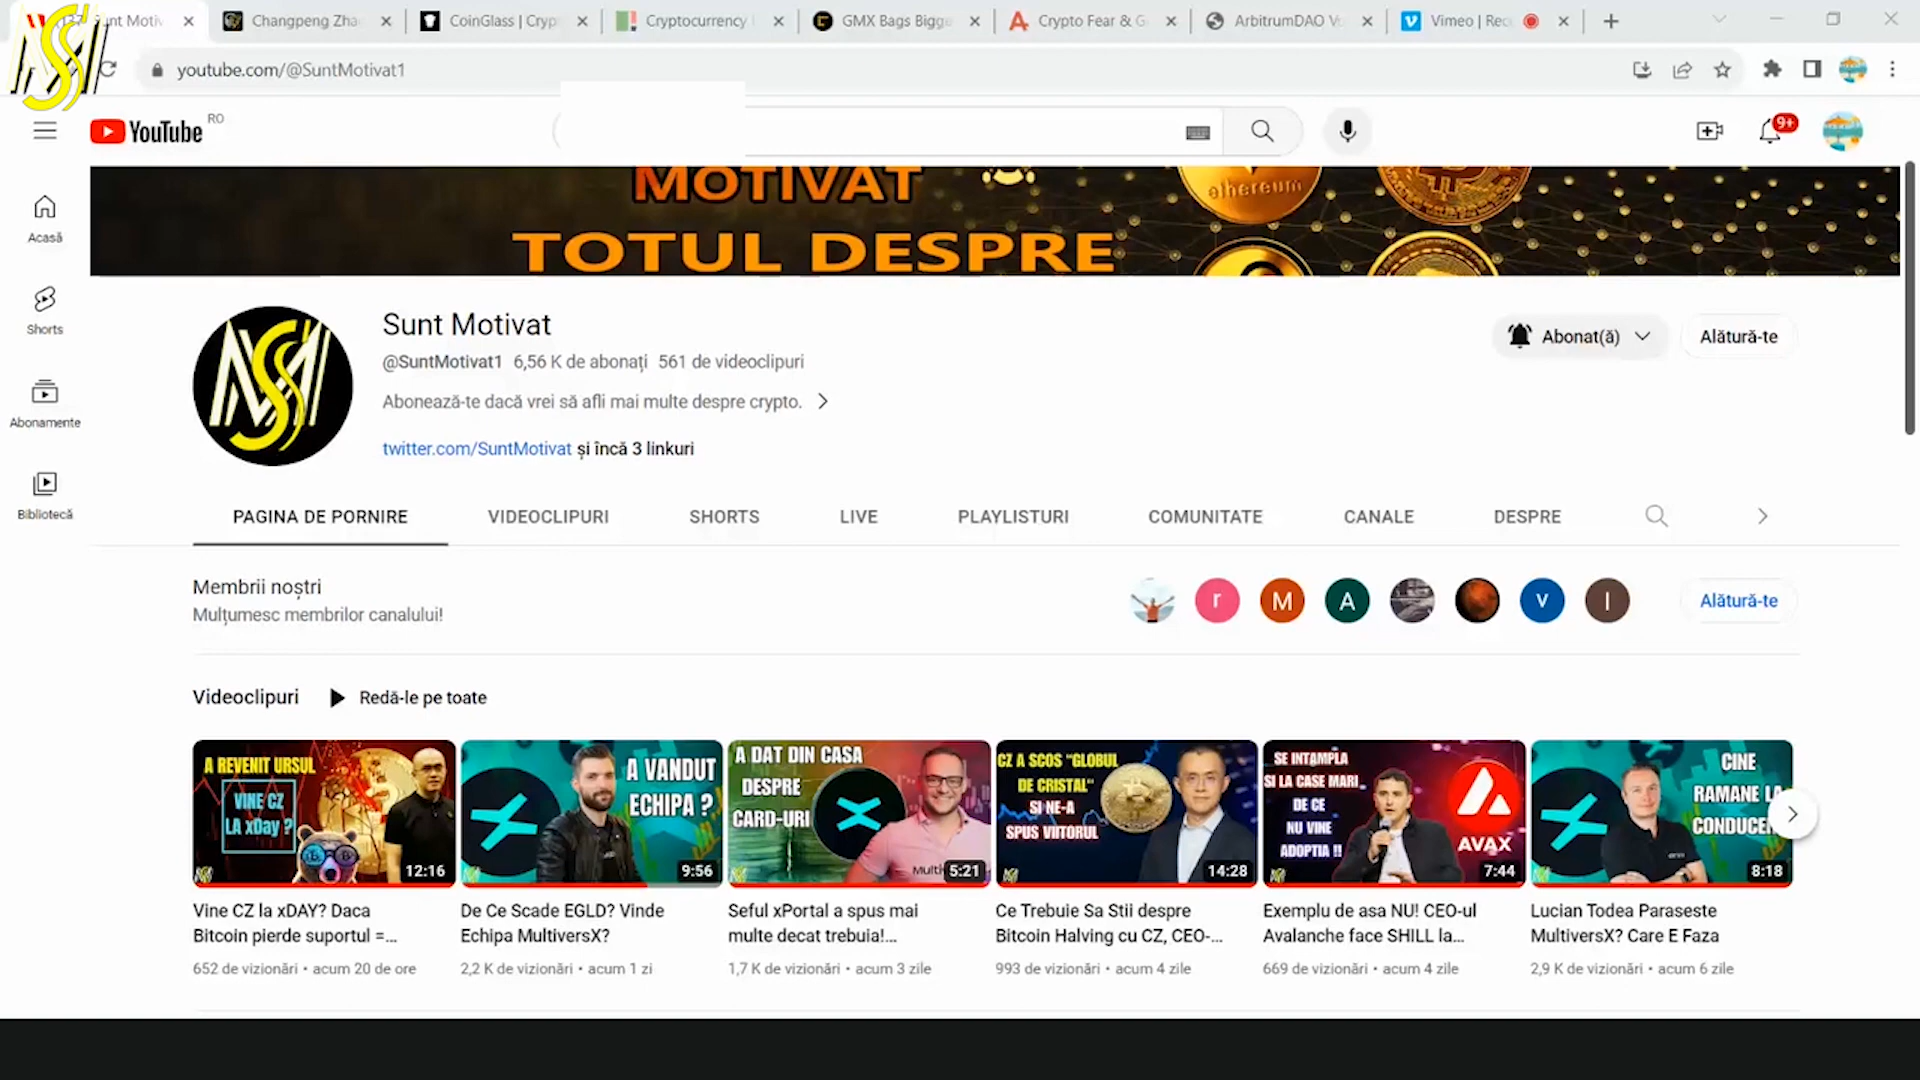 Sunt Motiv
Changpeng Zha
CoinGlass | Cryp
Cryptocurrency
GMX Bags Bigge
Crypto Fear & G
ArbitrumDAO Vo
Vimeo | Rec
youtube.com/@SuntMotivat1
YouTube RO
9+
MOTIVAT
ethereum
TOTUL DESPRE
Acasă
Shorts
Abonamente
Bibliotecă
Sunt Motivat
@SuntMotivat1 6,56 K de abonați 561 de videoclipuri
Abonează-te dacă vrei să afli mai multe despre crypto.
twitter.com/SuntMotivat și încă 3 linkuri
Abonat(ă)
Alătură-te
PAGINA DE PORNIRE VIDEOCLIPURI SHORTS LIVE PLAYLISTURI COMUNITATE CANALE DESPRE
Membrii noștri
Mulțumesc membrilor canalului!
r M A v I
Alătură-te
Videoclipuri Redă-le pe toate
A REVENIT URSUL
VINE CZ
LA xDay ?
12:16
A VANDUT
ECHIPA ?
9:56
A DAT DIN CASA
DESPRE
CARD-URI
Multi
5:21
CZ A SCOS “GLOBUL
DE CRISTAL“
SI NE-A
SPUS VIITORUL
14:28
SE INTAMPLA
SI LA CASE MARI
DE CE
NU VINE
ADOPTIA !!
AVAX
7:44
CINE
RAMANE LA
CONDUCERE
8:18
Vine CZ la xDAY? Daca
Bitcoin pierde suportul =...
652 de vizionări • acum 20 de ore
De Ce Scade EGLD? Vinde
Echipa MultiversX?
2,2 K de vizionări • acum 1 zi
Seful xPortal a spus mai
multe decat trebuia!...
1,7 K de vizionări • acum 3 zile
Ce Trebuie Sa Stii despre
Bitcoin Halving cu CZ, CEO-...
993 de vizionări • acum 4 zile
Exemplu de asa NU! CEO-ul
Avalanche face SHILL la...
669 de vizionări • acum 4 zile
Lucian Todea Paraseste
MultiversX? Care E Faza
2,9 K de vizionări • acum 6 zile